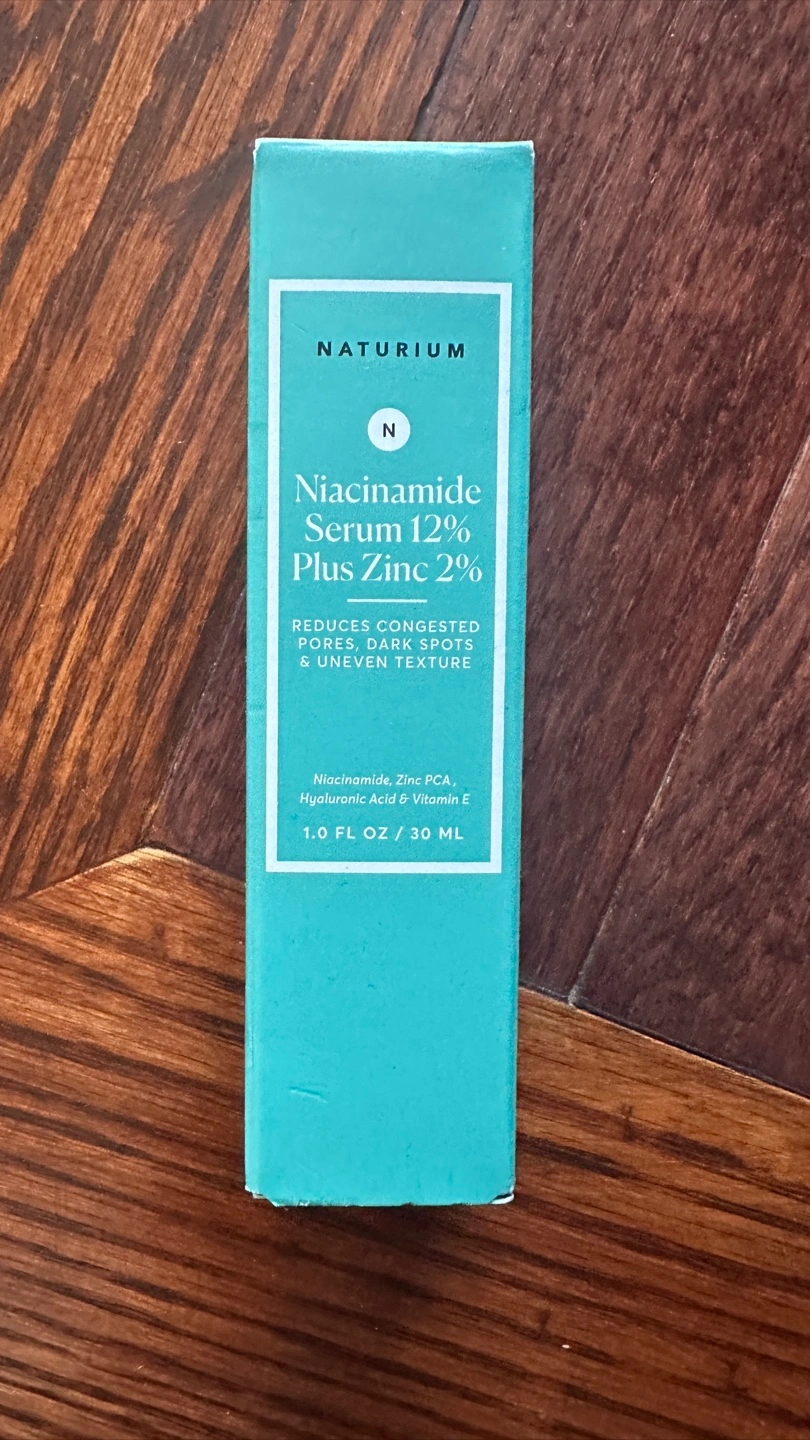 NATURIUM
N
Niacinamide
Serum 12%
Plus Zinc 2%
REDUCES CONGESTED
PORES, DARK SPOTS
& UNEVEN TEXTURE
Niacinamide, Zinc PCA,
Hyaluronic Acid & Vitamin E
1.0 FL OZ / 30 ML